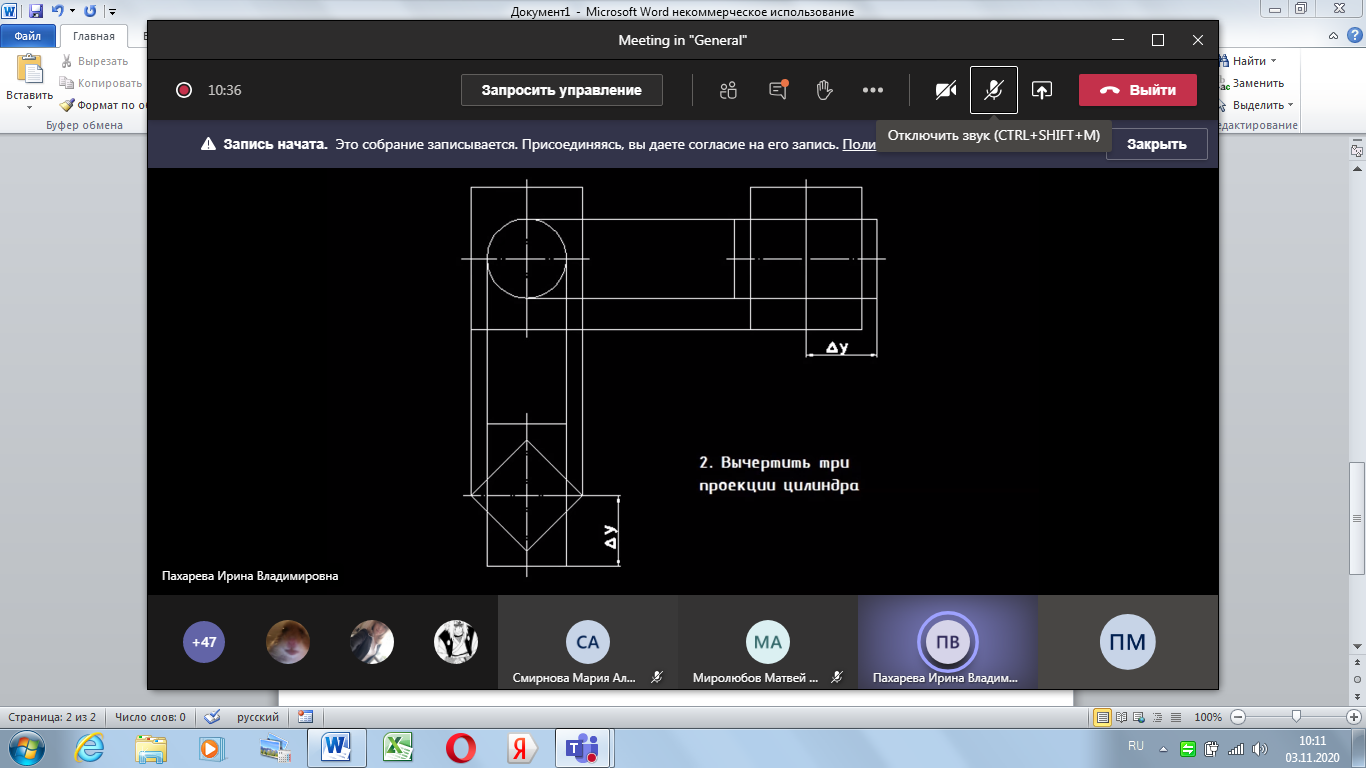 Документ1 - Microsoft Word некоммерческое использование
Файл
Главная
Вставить
Вырезать
Копировать
Формат по об
Буфер обмена
Найти
Заменить
Выделить
едактирование
Meeting in "General"
10:36
Запросить управление
Выйти
Отключить звук (CTRL+SHIFT+M)
Запись начата. Это собрание записывается. Присоединяясь, вы даете согласие на его запись. Поли
Закрыть
Δy
Δy
2. Вычертить три
проекции цилиндра
Пахарева Ирина Владимировна
+47
СА
МА
ПВ
ПМ
Смирнова Мария Ал...
Миролюбов Матвей ...
Пахарева Ирина Владим...
Страница: 2 из 2
Число слов: 0
русский
100%
RU
10:11
03.11.2020